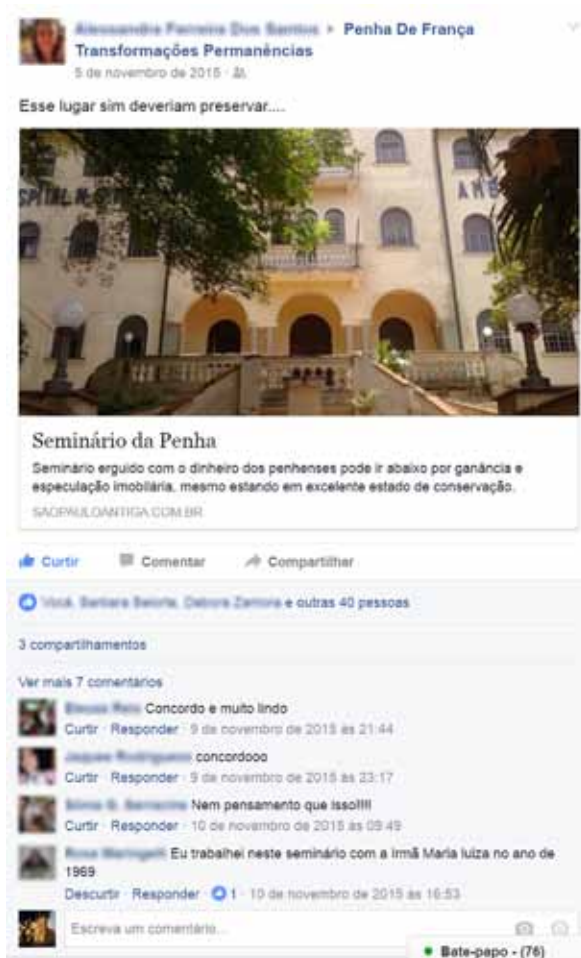 Penha De França
Transformações Permanências
5 de novembro de 2015
Esse lugar sim deveriam preservar....
AMB
Seminário da Penha
Seminário erguido com o dinheiro dos penhenses pode ir abaixo por ganância e
especulação imobiliária, mesmo estando em excelente estado de conservação.
SAOPAULOANTIGA.COM.BR
Curtir Comentar Compartilhar
e outras 40 pessoas
3 compartilhamentos
Ver mais 7 comentários
Concordo e muito lindo
Curtir · Responder · 9 de novembro de 2015 às 21:44
concordooo
Curtir · Responder · 9 de novembro de 2015 às 23:17
Nem pensamento que isso!!!!
Curtir · Responder · 10 de novembro de 2015 às 09:49
Eu trabalhei neste seminário com a Irmã Maria luiza no ano de
1969
Descurtir · Responder · 1 · 10 de novembro de 2015 às 16:53
Escreva um comentário...
Bate-papo - (76)